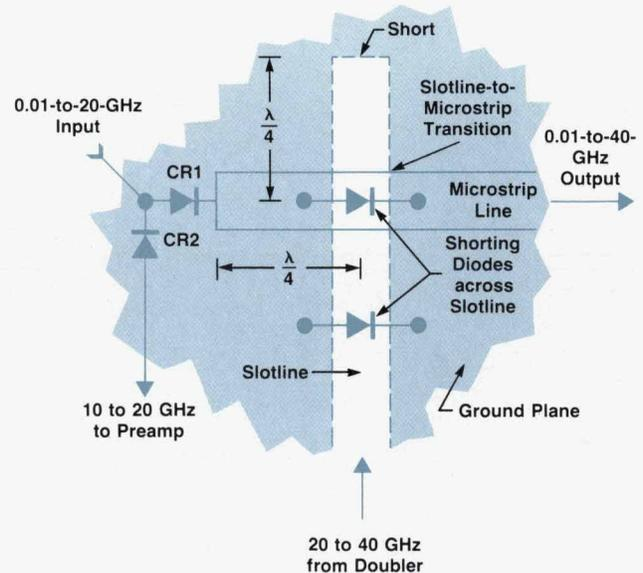 Short
Slotline-to-
Microstrip
Transition
0.01-to-20-GHz
Input
λ
4
0.01-to-40-
GHz
Output
CR1
Microstrip
Line
CR2
λ
4
Shorting
Diodes
across
Slotline
Slotline
10 to 20 GHz
to Preamp
Ground Plane
20 to 40 GHz
from Doubler